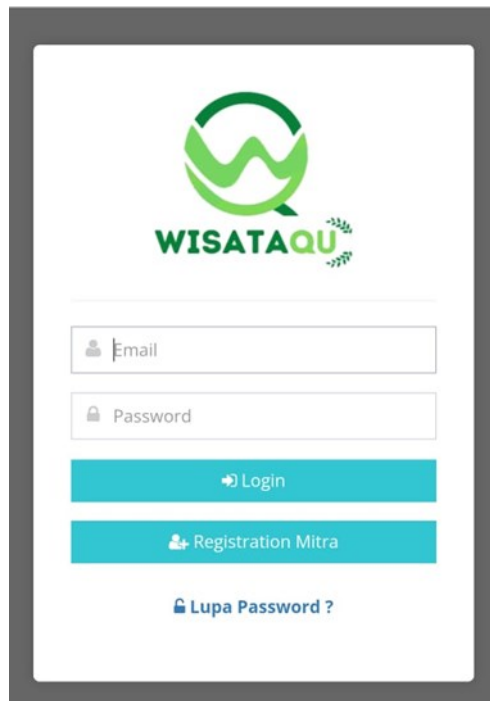 WISATAQU
Email
Password
Login
Registration Mitra
Lupa Password ?